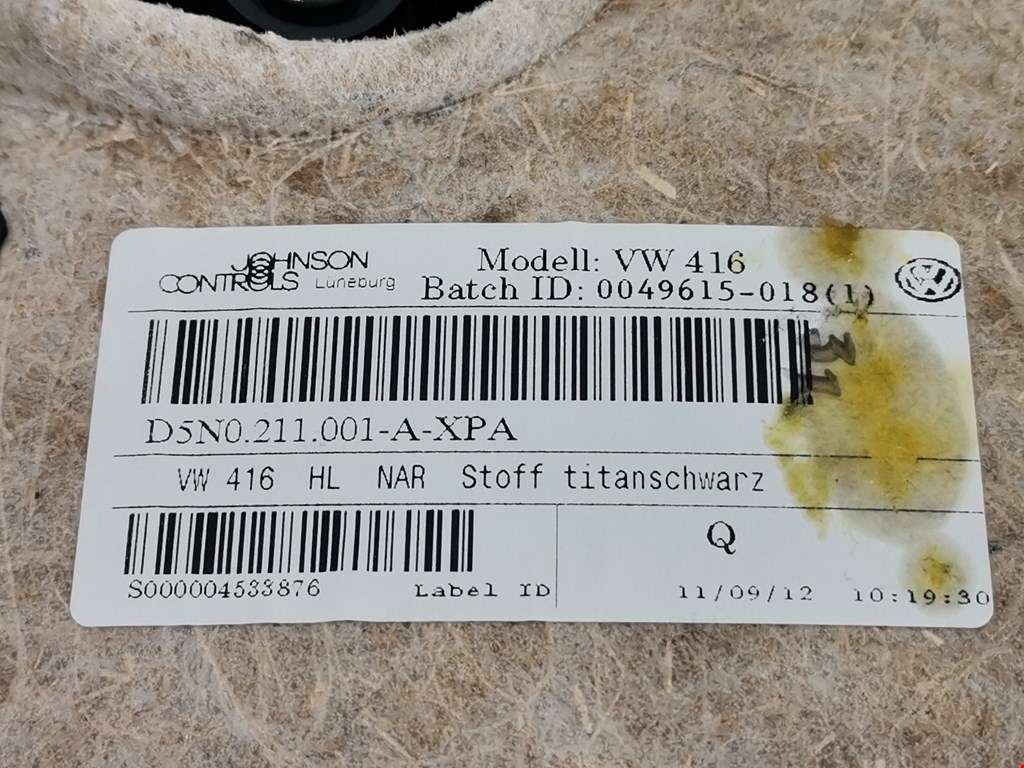 JOHNSON
CONTROLS Lüneburg
Modell: VW 416
Batch ID: 0049615-018(1)
31
D5N0.211.001-A-XPA
VW 416 HL NAR Stoff titanschwarz
S000004533876 Label ID
Q
11/09/12 10:19:30